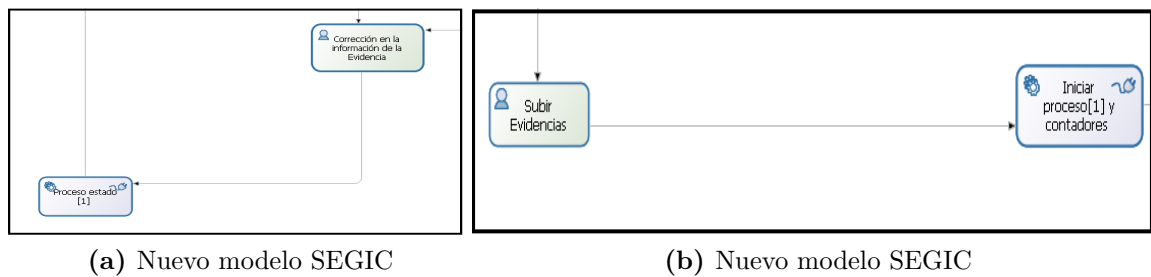 Corrección en la
información de la
Evidencia
Proceso estado
[1]
(a) Nuevo modelo SEGIC
Subir
Evidencias
Iniciar
proceso[1] y
contadores
(b) Nuevo modelo SEGIC